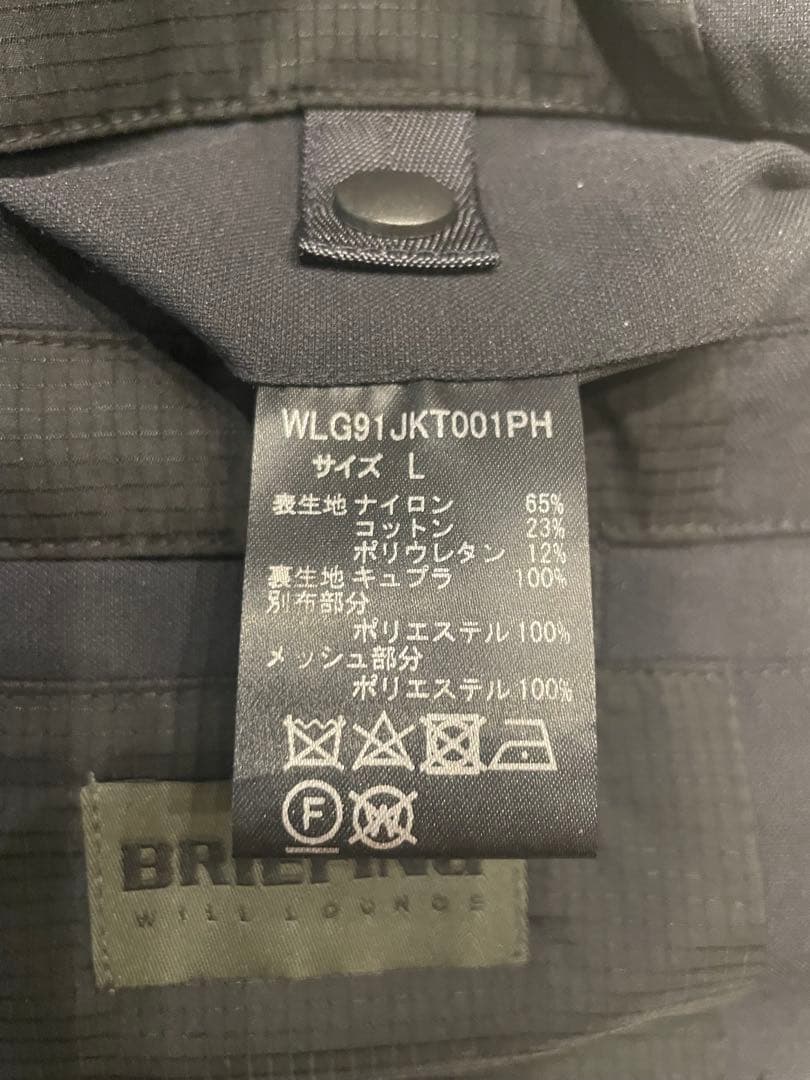 WLG91JKT001PH
サイズ L
表生地 ナイロン 65%
コットン 23%
ポリウレタン 12%
裏生地 キュプラ 100%
別布部分
ポリエステル 100%
メッシュ部分
ポリエステル 100%
F W
BRIEFING
WILL LOUNGE